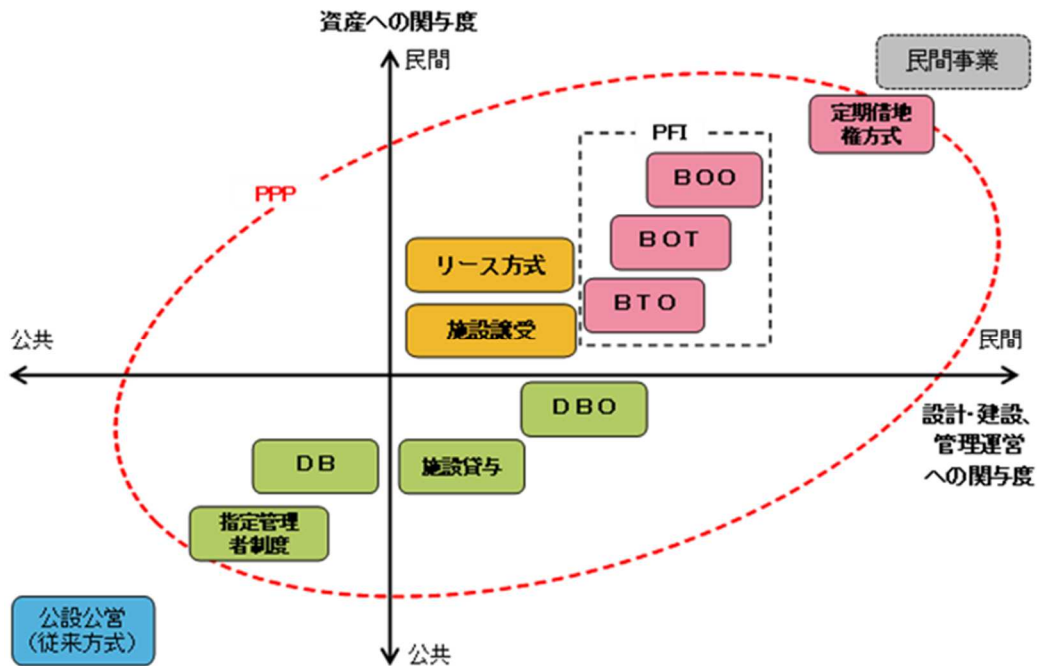 資産への関与度
民間
民間事業
定期借地
権方式
PFI
BOO
PPP
BOT
リース方式
BTO
施設譲受
公共
民間
DBO
設計・建設、
管理運営
への関与度
DB
施設貸与
指定管理
者制度
公設公営
（従来方式）
公共